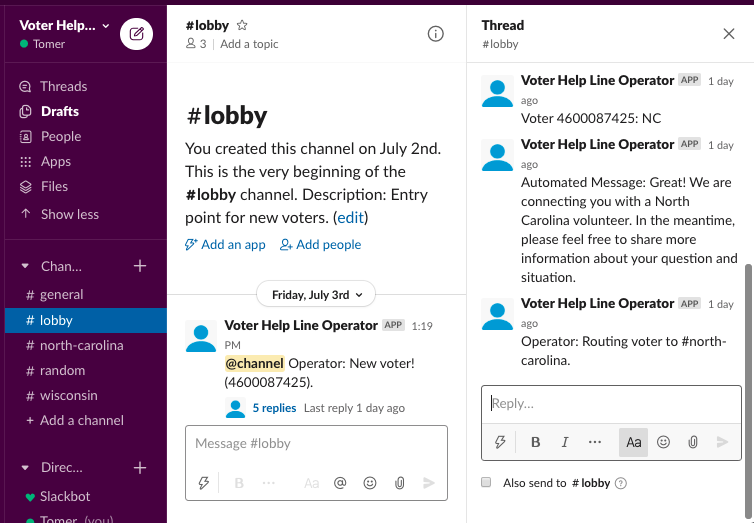 Voter Help...
Tomer
Threads
Drafts
People
Apps
Files
Show less
Chan...
# general
# lobby
# north-carolina
# random
# wisconsin
+ Add a channel
Direc...
Slackbot
Tomer (you)
#lobby
3 | Add a topic
#lobby
You created this channel on July 2nd.
This is the very beginning of the
#lobby channel. Description: Entry
point for new voters. (edit)
Add an app Add people
Friday, July 3rd
Voter Help Line Operator APP 1:19
PM
@channel Operator: New voter!
(4600087425).
5 replies Last reply 1 day ago
Message #lobby
B ... Aa @
Thread
#lobby
Voter Help Line Operator APP 1 day
ago
Voter 4600087425: NC
Voter Help Line Operator APP 1 day
ago
Automated Message: Great! We are
connecting you with a North
Carolina volunteer. In the meantime,
please feel free to share more
information about your question and
situation.
Voter Help Line Operator APP 1 day
ago
Operator: Routing voter to #north-
carolina.
Reply...
B I ... Aa
Also send to # lobby ?